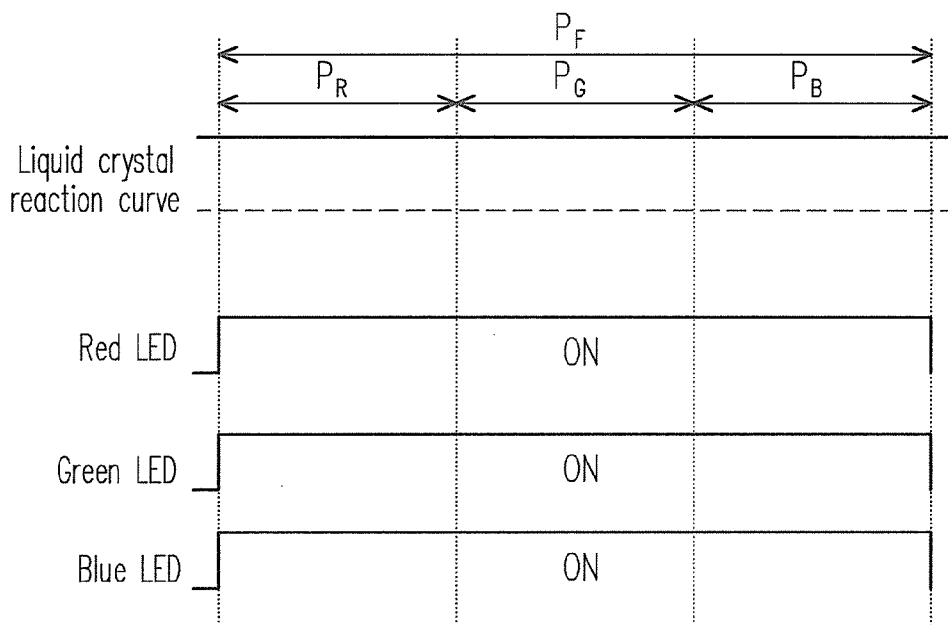 P_F
P_R P_G P_B
Liquid crystal
reaction curve
Red LED ON
Green LED ON
Blue LED ON